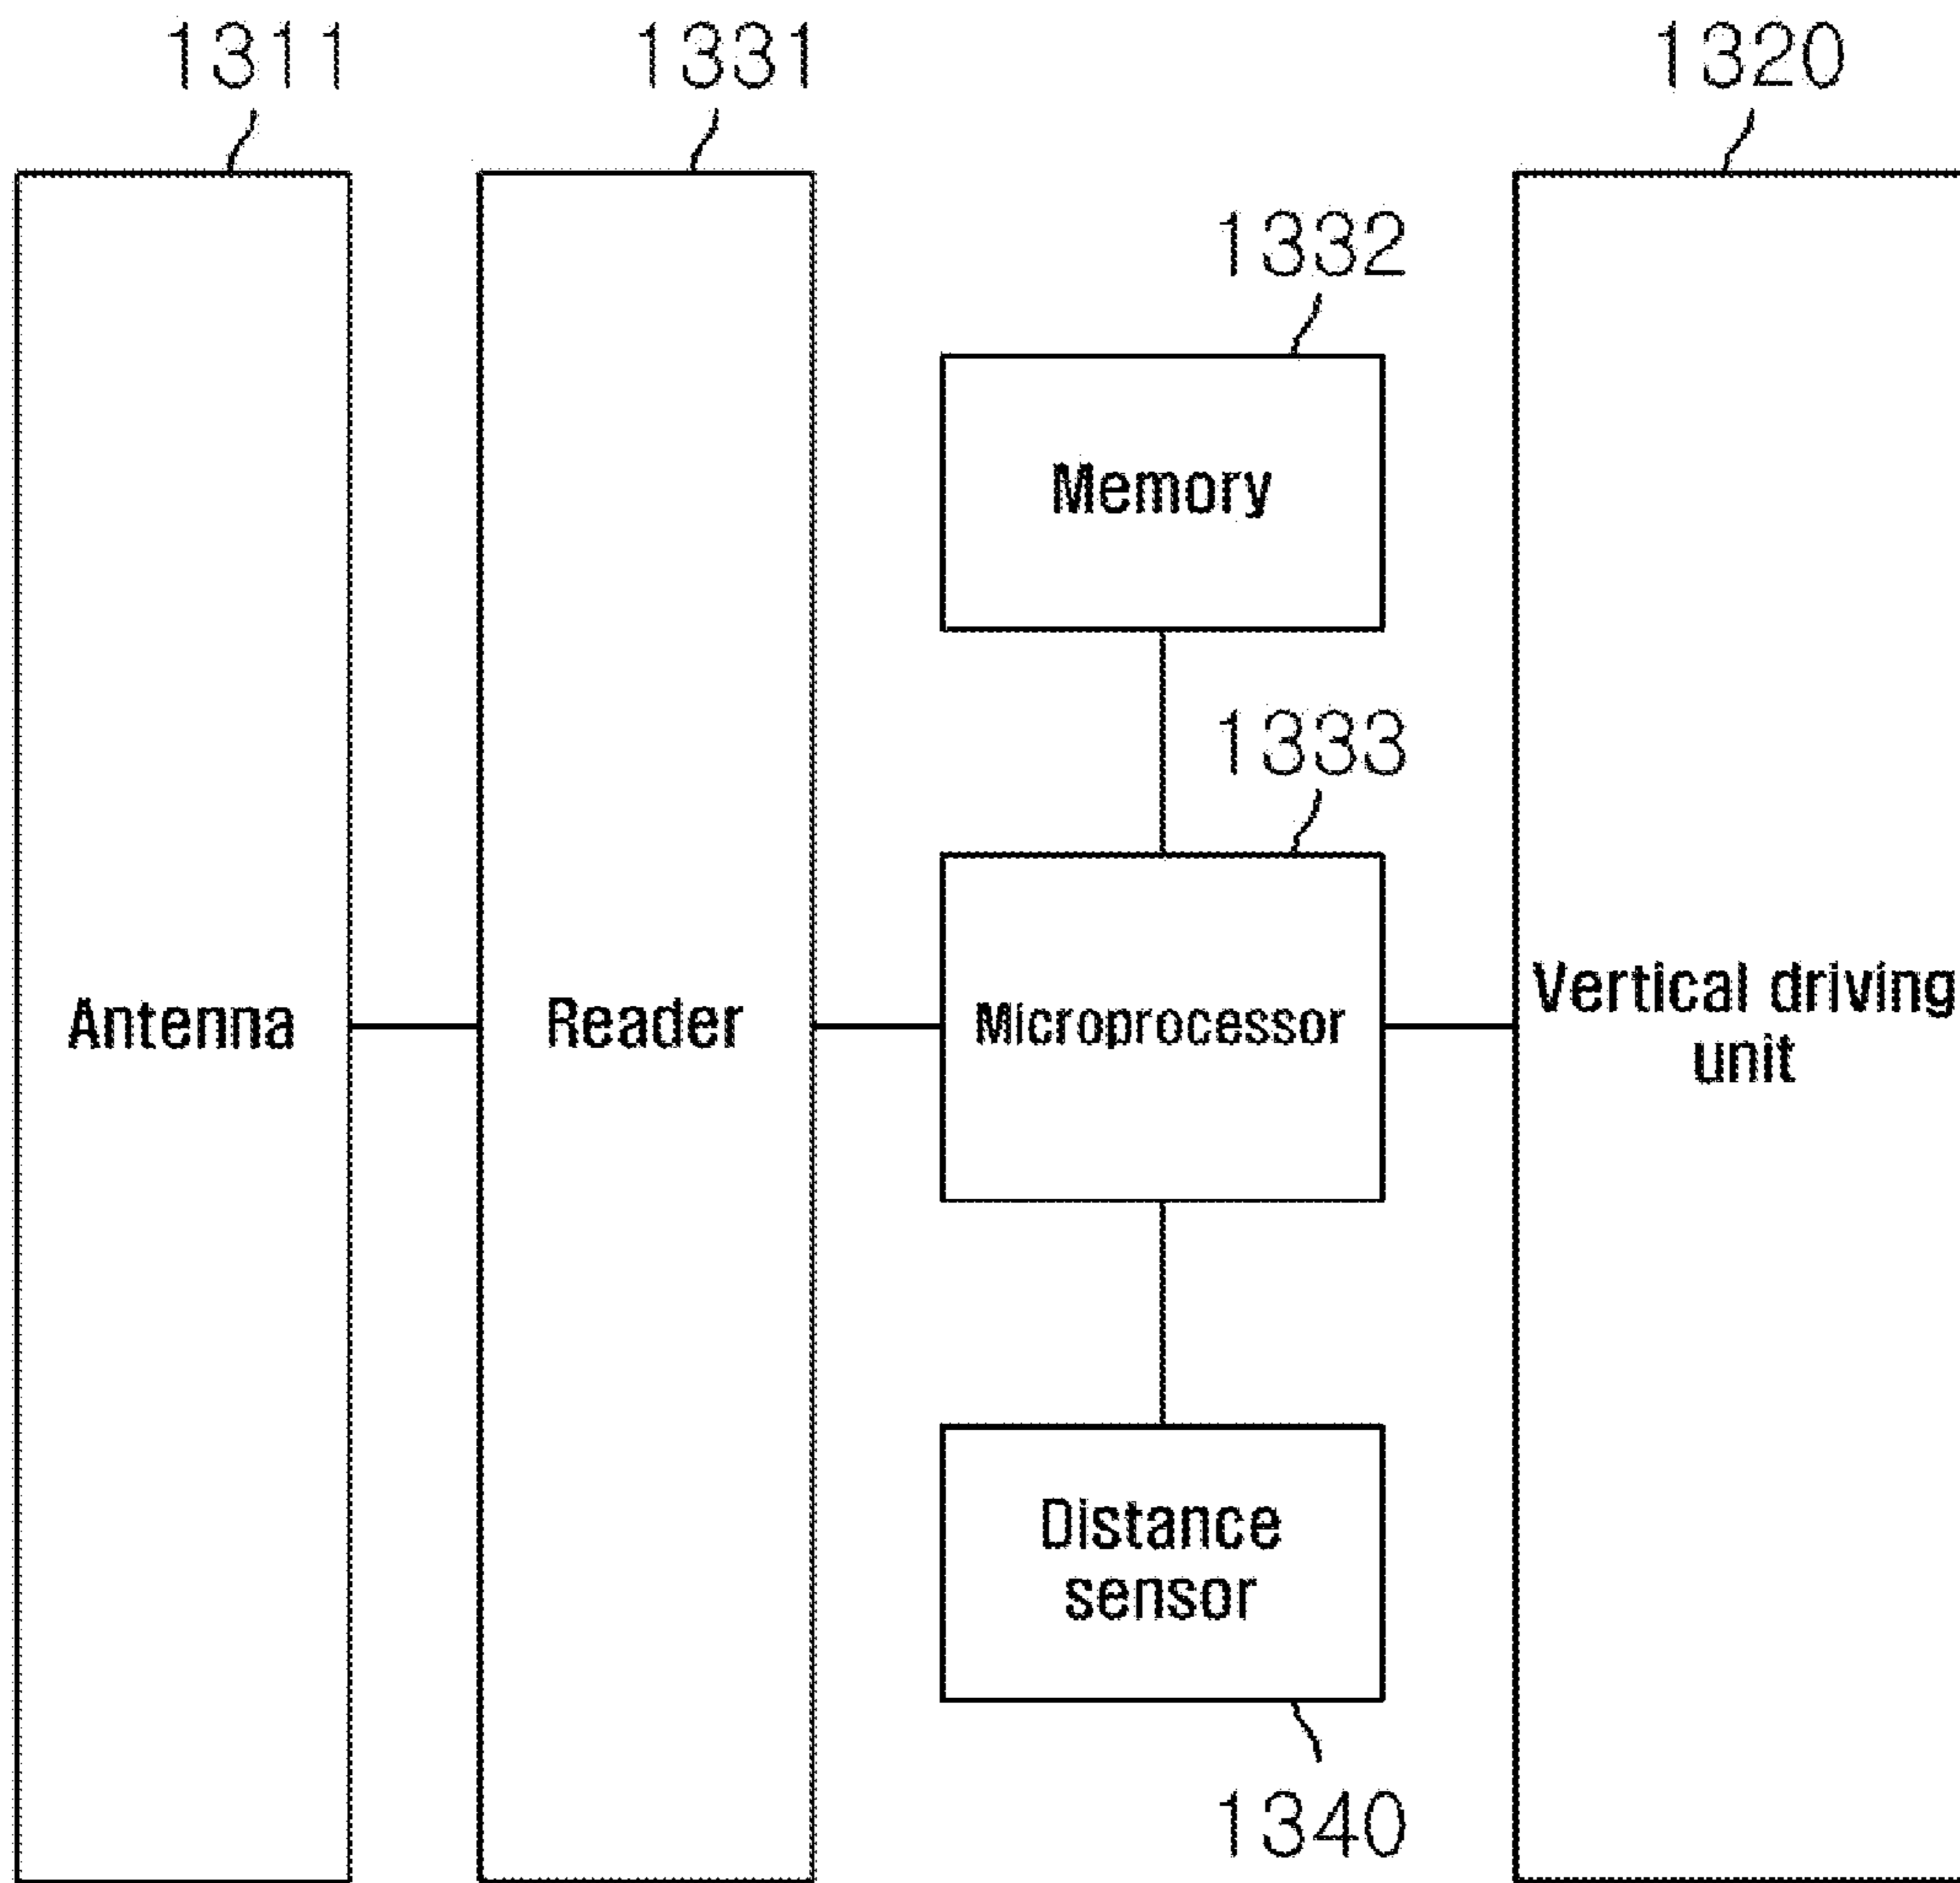 1311
1331
1320
1332
Memory
1333
Antenna
Reader
Microprocessor
Vertical driving
unit
Distance
sensor
1340